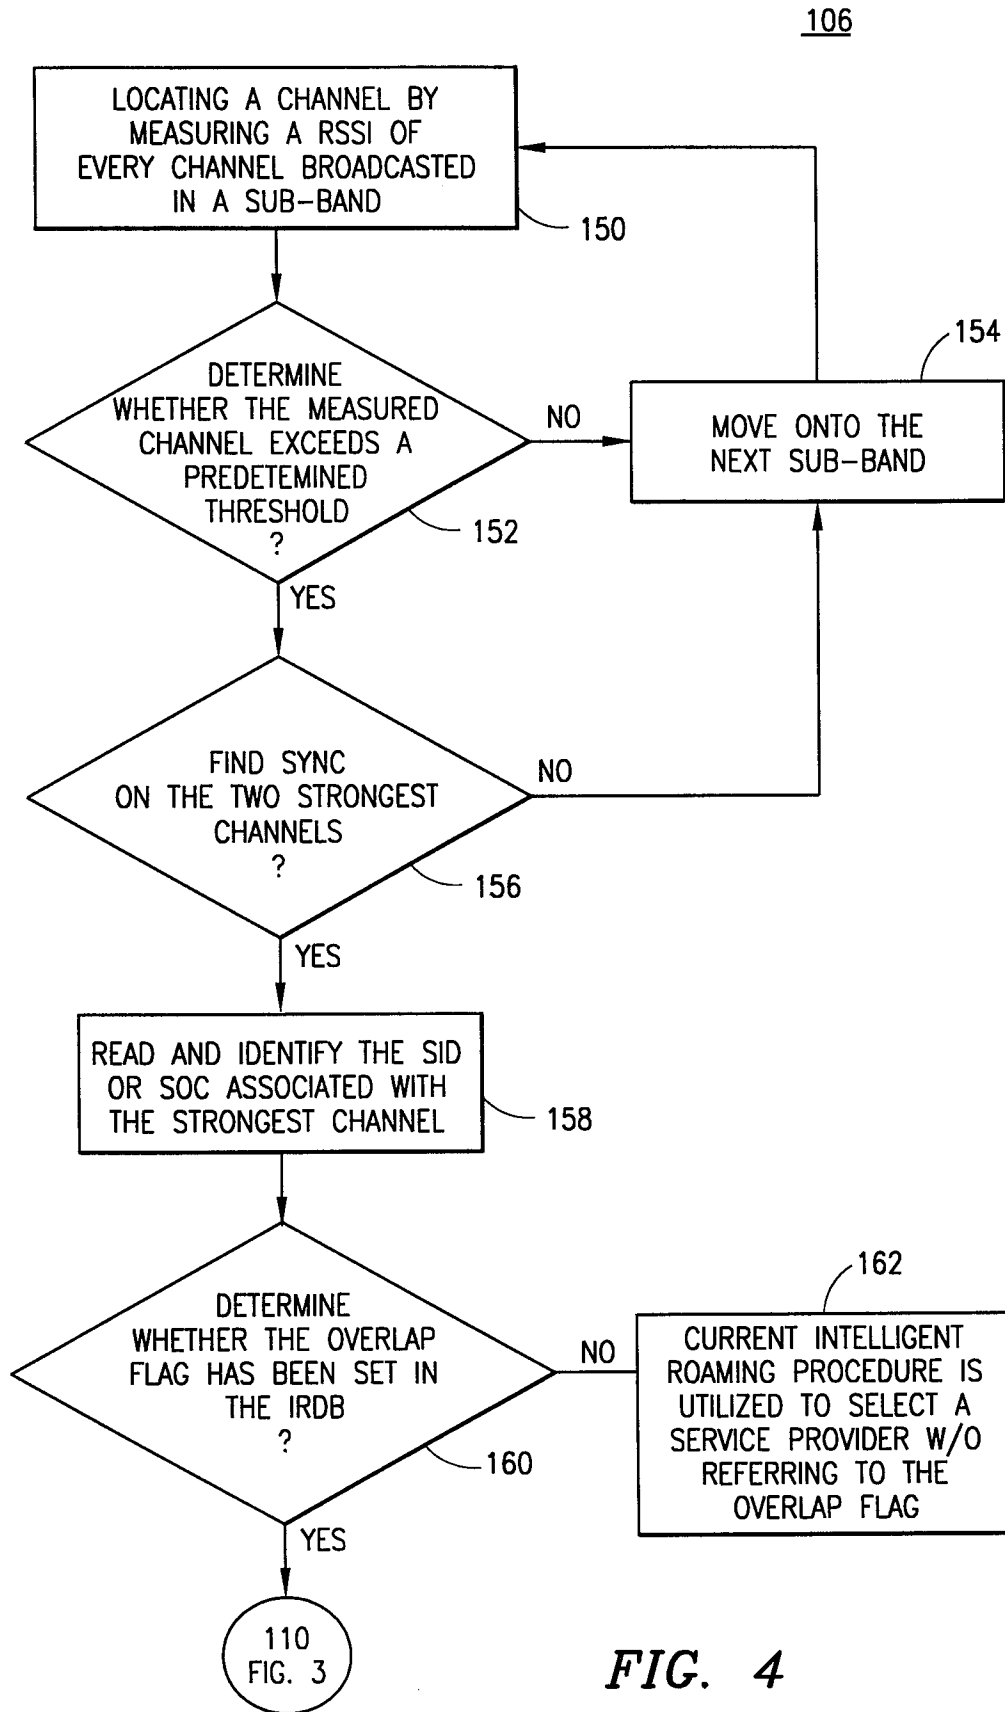 106
LOCATING A CHANNEL BY
MEASURING A RSSI OF
EVERY CHANNEL BROADCASTED
IN A SUB-BAND
150
DETERMINE
WHETHER THE MEASURED
CHANNEL EXCEEDS A
PREDETEMINED
THRESHOLD
?
152
NO
154
MOVE ONTO THE
NEXT SUB-BAND
YES
FIND SYNC
ON THE TWO STRONGEST
CHANNELS
?
156
NO
YES
READ AND IDENTIFY THE SID
OR SOC ASSOCIATED WITH
THE STRONGEST CHANNEL
158
DETERMINE
WHETHER THE OVERLAP
FLAG HAS BEEN SET IN
THE IRDB
?
160
NO
162
CURRENT INTELLIGENT
ROAMING PROCEDURE IS
UTILIZED TO SELECT A
SERVICE PROVIDER W/O
REFERRING TO THE
OVERLAP FLAG
YES
110
FIG. 3
FIG. 4